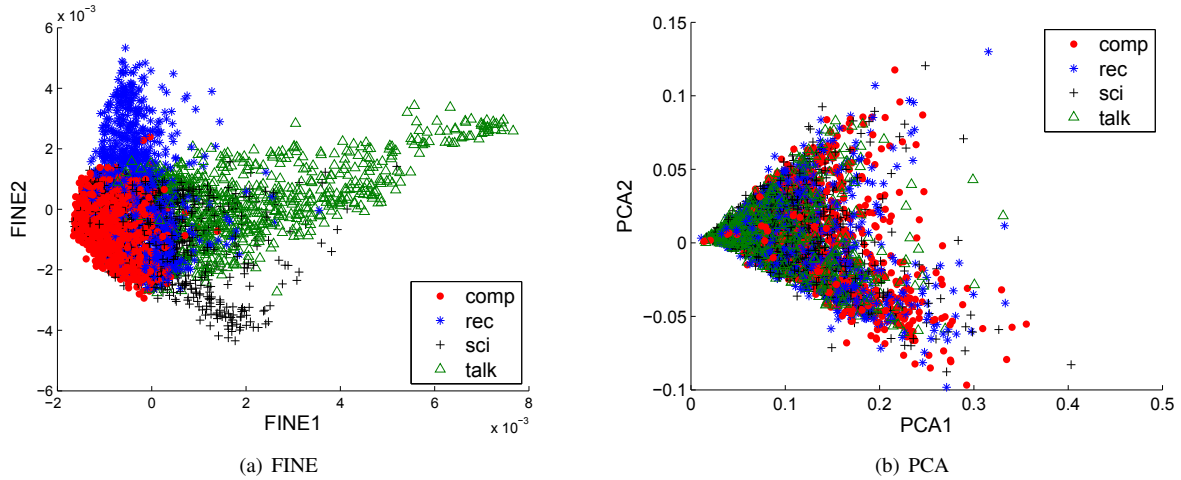 x 10⁻³
6
4
2
0
−2
−4
−6
FINE2
−2
0
2
4
6
8
x 10⁻³
FINE1
comp
rec
sci
talk
(a) FINE
0.15
0.1
0.05
0
−0.05
−0.1
PCA2
0
0.1
0.2
0.3
0.4
0.5
PCA1
comp
rec
sci
talk
(b) PCA